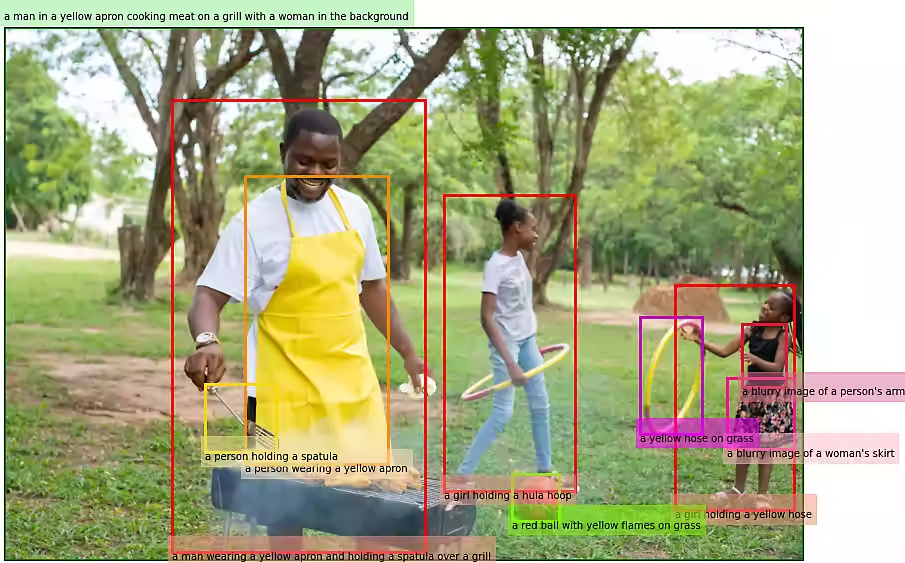 a man in a yellow apron cooking meat on a grill with a woman in the background
a blurry image of a person's arm
a yellow hose on grass
a blurry image of a woman's skirt
a person holding a spatula
a person wearing a yellow apron
a girl holding a hula hoop
a girl holding a yellow hose
a red ball with yellow flames on grass
a man wearing a yellow apron and holding a spatula over a grill